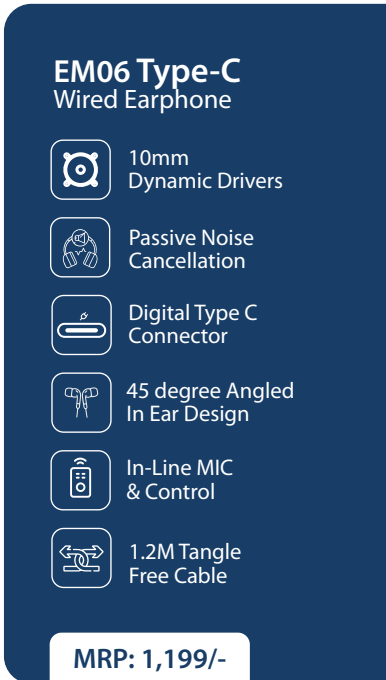 EM06 Type-C
Wired Earphone
10mm
Dynamic Drivers
Passive Noise
Cancellation
Digital Type C
Connector
45 degree Angled
In Ear Design
In-Line MIC
& Control
1.2M Tangle
Free Cable
MRP: 1,199/-